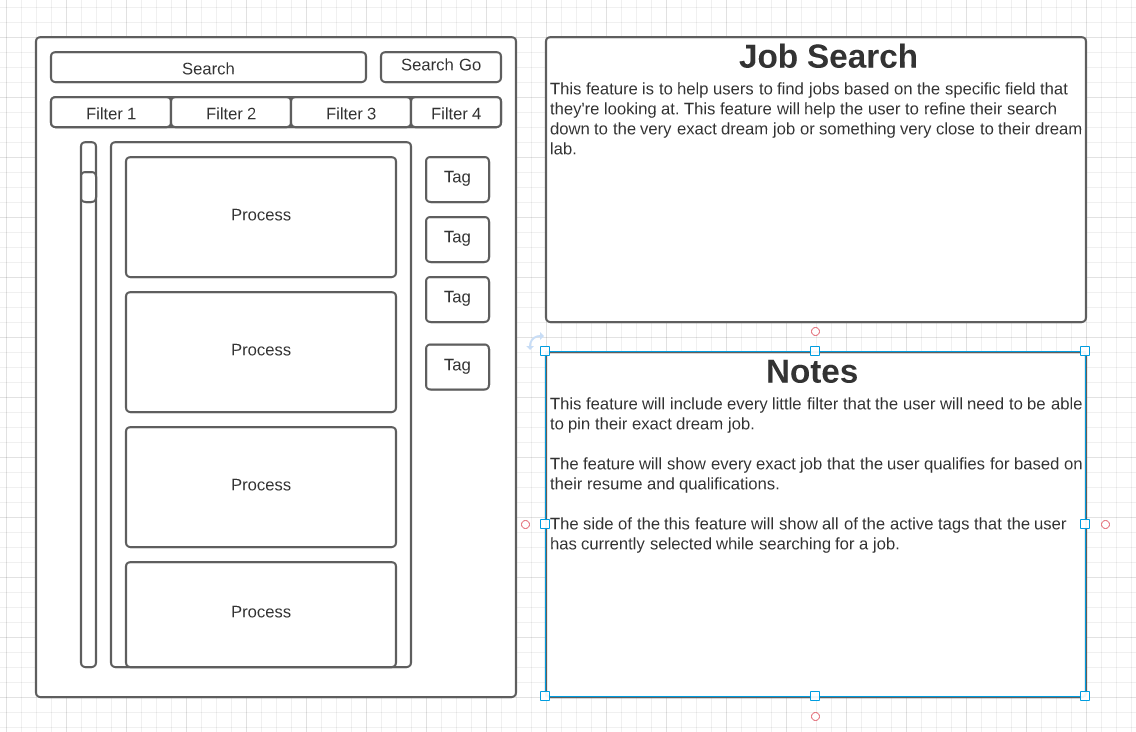 Search
Search Go
Filter 1
Filter 2
Filter 3
Filter 4
Process
Process
Process
Process
Tag
Tag
Tag
Tag
Job Search
This feature is to help users to find jobs based on the specific field that
they're looking at. This feature will help the user to refine their search
down to the very exact dream job or something very close to their dream
lab.
Notes
This feature will include every little filter that the user will need to be able
to pin their exact dream job.
The feature will show every exact job that the user qualifies for based on
their resume and qualifications.
The side of the this feature will show all of the active tags that the user
has currently selected while searching for a job.